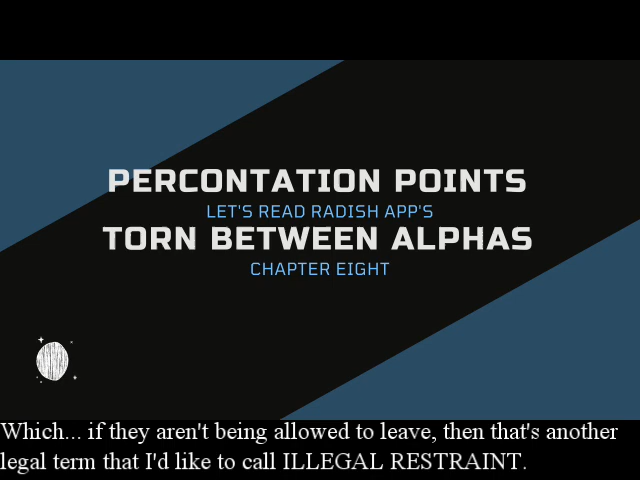 PERCONTATION POINTS
LET'S READ RADISH APP'S
TORN BETWEEN ALPHAS
CHAPTER EIGHT
Which... if they aren't being allowed to leave, then that's another
legal term that I'd like to call ILLEGAL RESTRAINT.